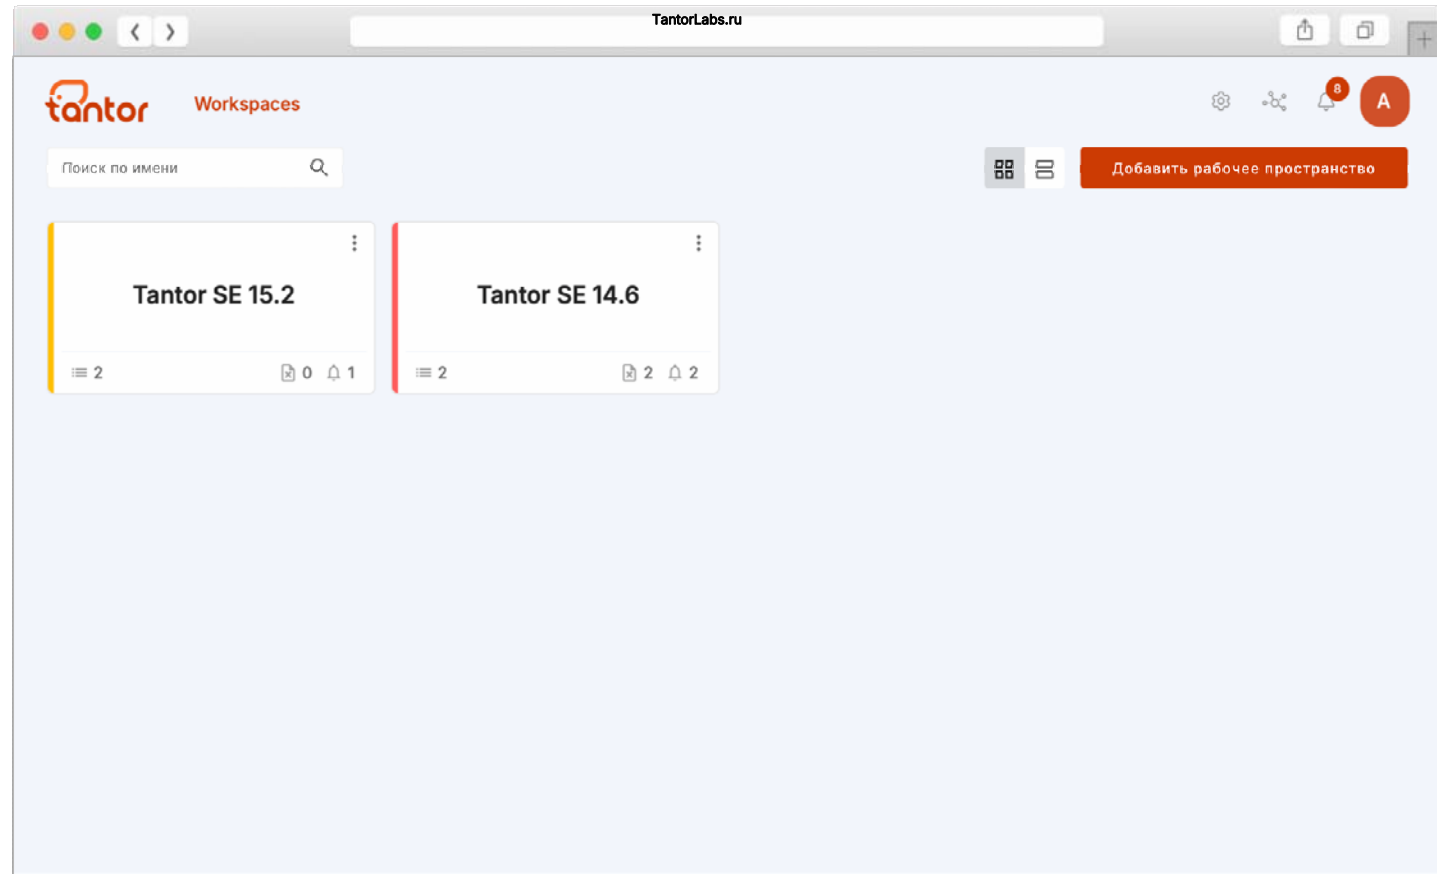 TantorLabs.ru
tantor
Workspaces
8
A
Поиск по имени
Добавить рабочее пространство
Tantor SE 15.2
Tantor SE 14.6
2
0
1
2
2
2